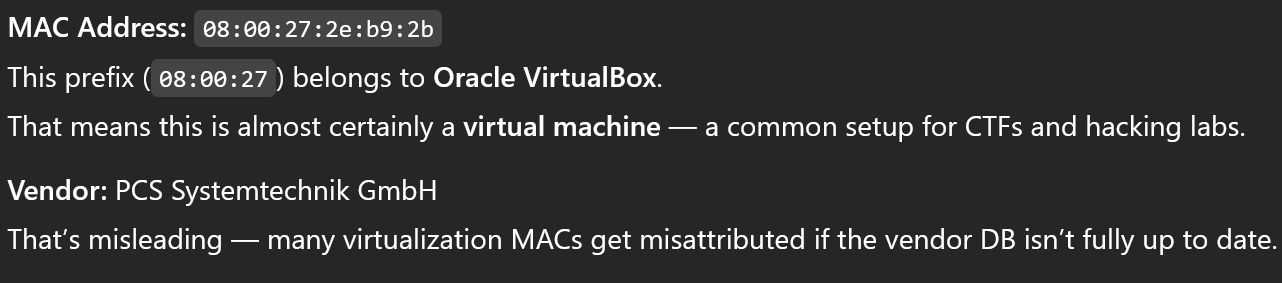 MAC Address: 08:00:27:2e:b9:2b
This prefix (08:00:27) belongs to Oracle VirtualBox.
That means this is almost certainly a virtual machine — a common setup for CTFs and hacking labs.
Vendor: PCS Systemtechnik GmbH
That’s misleading — many virtualization MACs get misattributed if the vendor DB isn’t fully up to date.